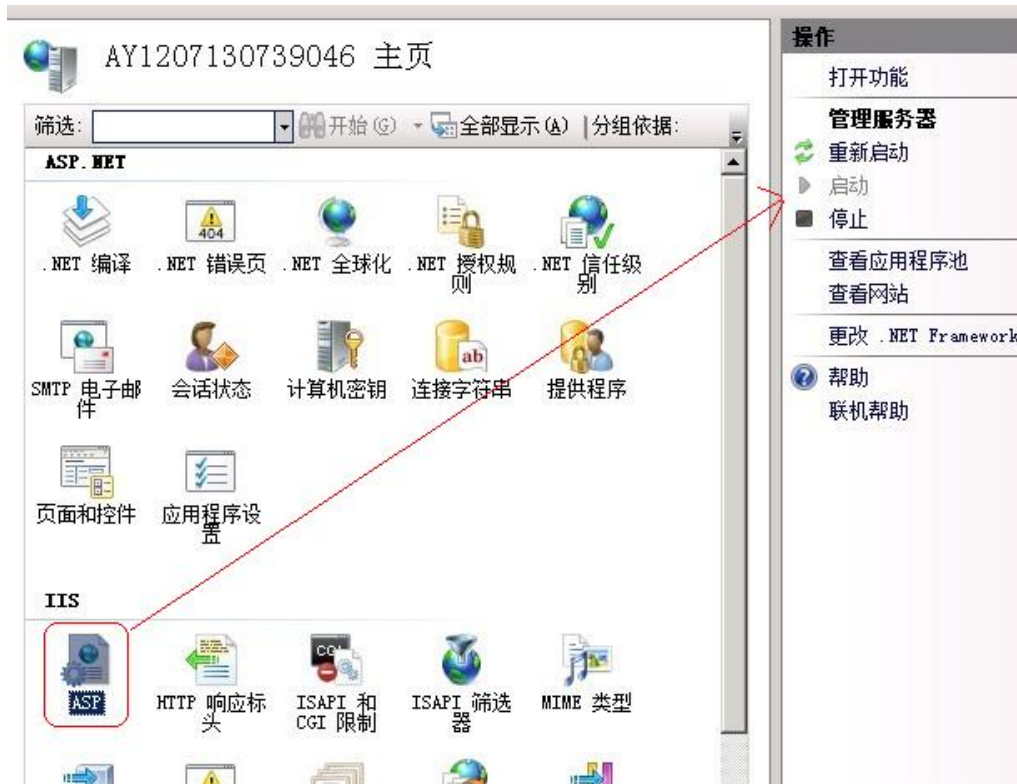 AY1207130739046 主页
筛选:
开始(G)
全部显示(A)
分组依据:
ASP.NET
.NET 编译
.NET 错误页
.NET 全球化
.NET 授权规
则
.NET 信任级
别
SMTP 电子邮
件
会话状态
计算机密钥
连接字符串
提供程序
页面和控件
应用程序设
置
IIS
ASP
HTTP 响应标
头
ISAPI 和
CGI 限制
ISAPI 筛选
器
MIME 类型
操作
打开功能
管理服务器
重新启动
启动
停止
查看应用程序池
查看网站
更改 .NET Framework
帮助
联机帮助
404
ab